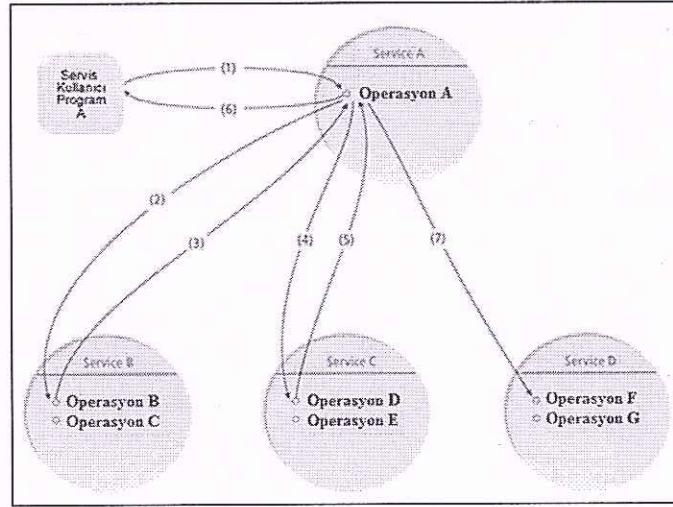 Servis
Kullanıcı
Program
A
(1)
(6)
Service A
Operasyon A
(2)
(3)
(4)
(5)
(7)
Service B
Operasyon B
Operasyon C
Service C
Operasyon D
Operasyon E
Service D
Operasyon F
Operasyon G